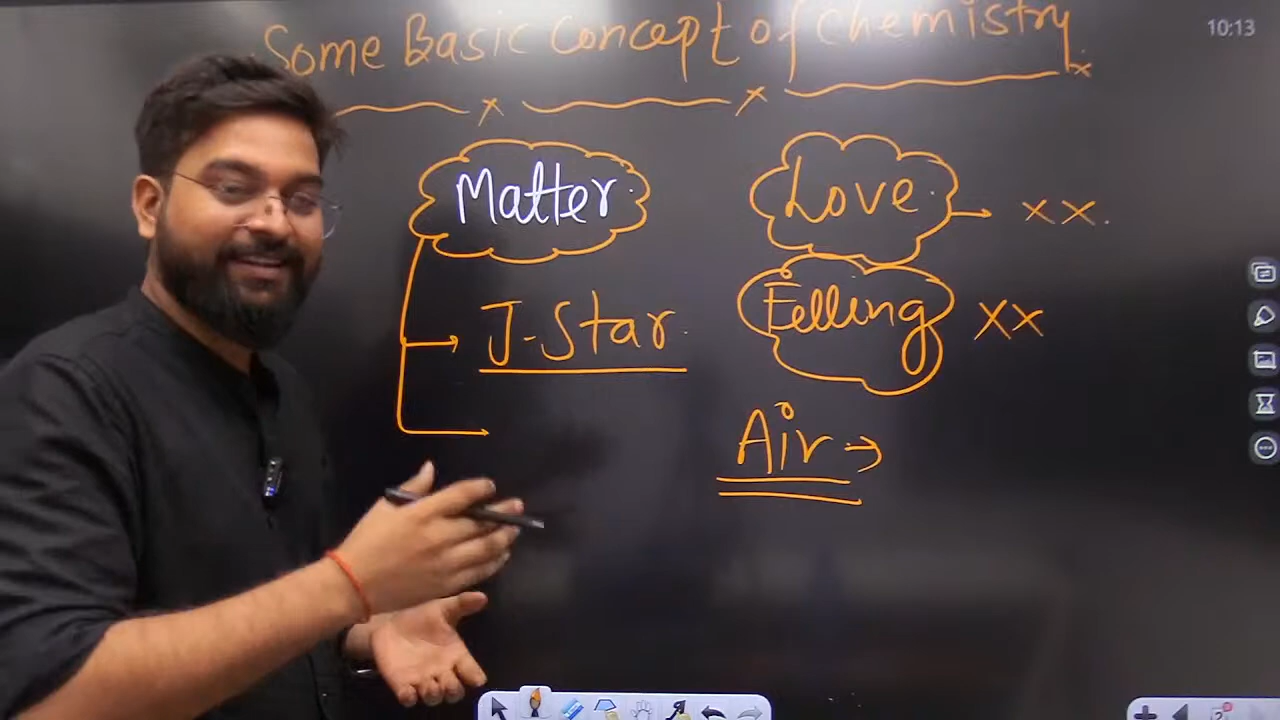 Some Basic Concept of Chemistry.
10:13
Matter.
J-Star.
Love. → xx.
Felling xx
Air →